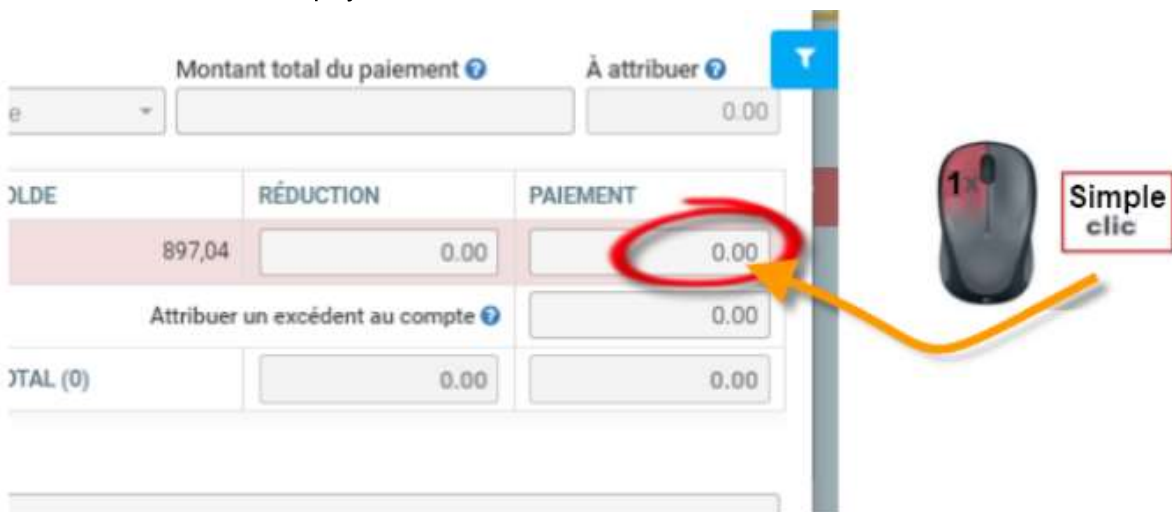 Montant total du paiement À attribuer
e 0.00
OLDE RÉDUCTION PAIEMENT
897,04 0.00 0.00
Attribuer un excédent au compte 0.00
OTAL (0) 0.00 0.00
1x
Simple
clic